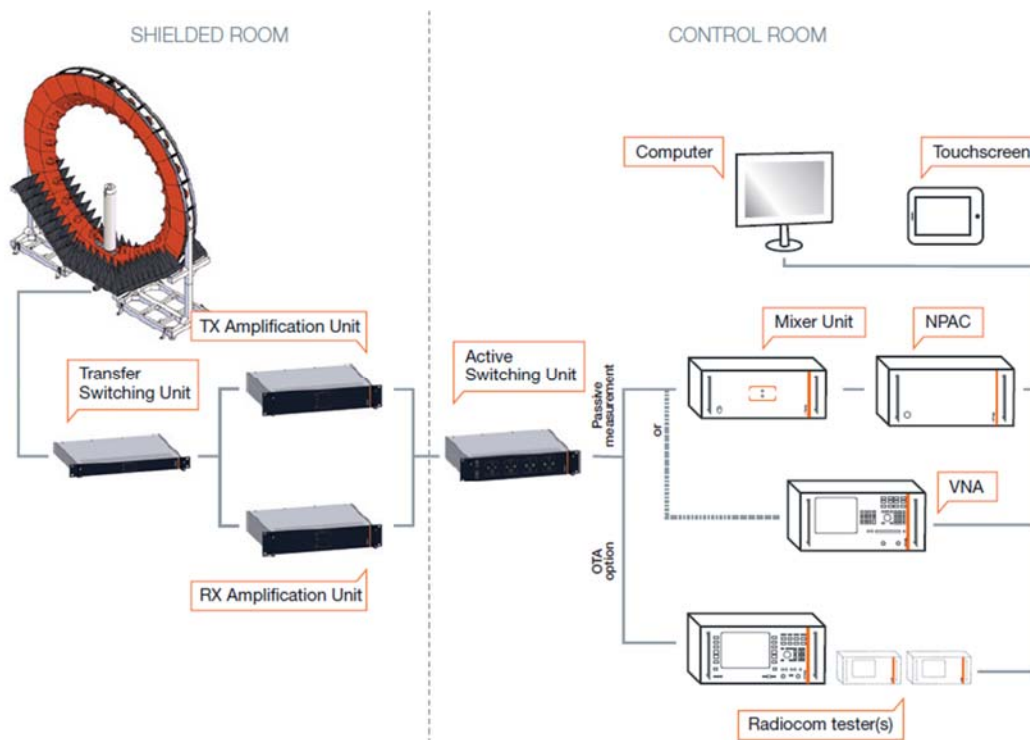 SHIELDED ROOM
CONTROL ROOM
Computer
Touchscreen
TX Amplification Unit
Mixer Unit
NPAC
Transfer
Switching Unit
Active
Switching Unit
Passive
measurement
or
VNA
OTA
option
RX Amplification Unit
Radiocom tester(s)